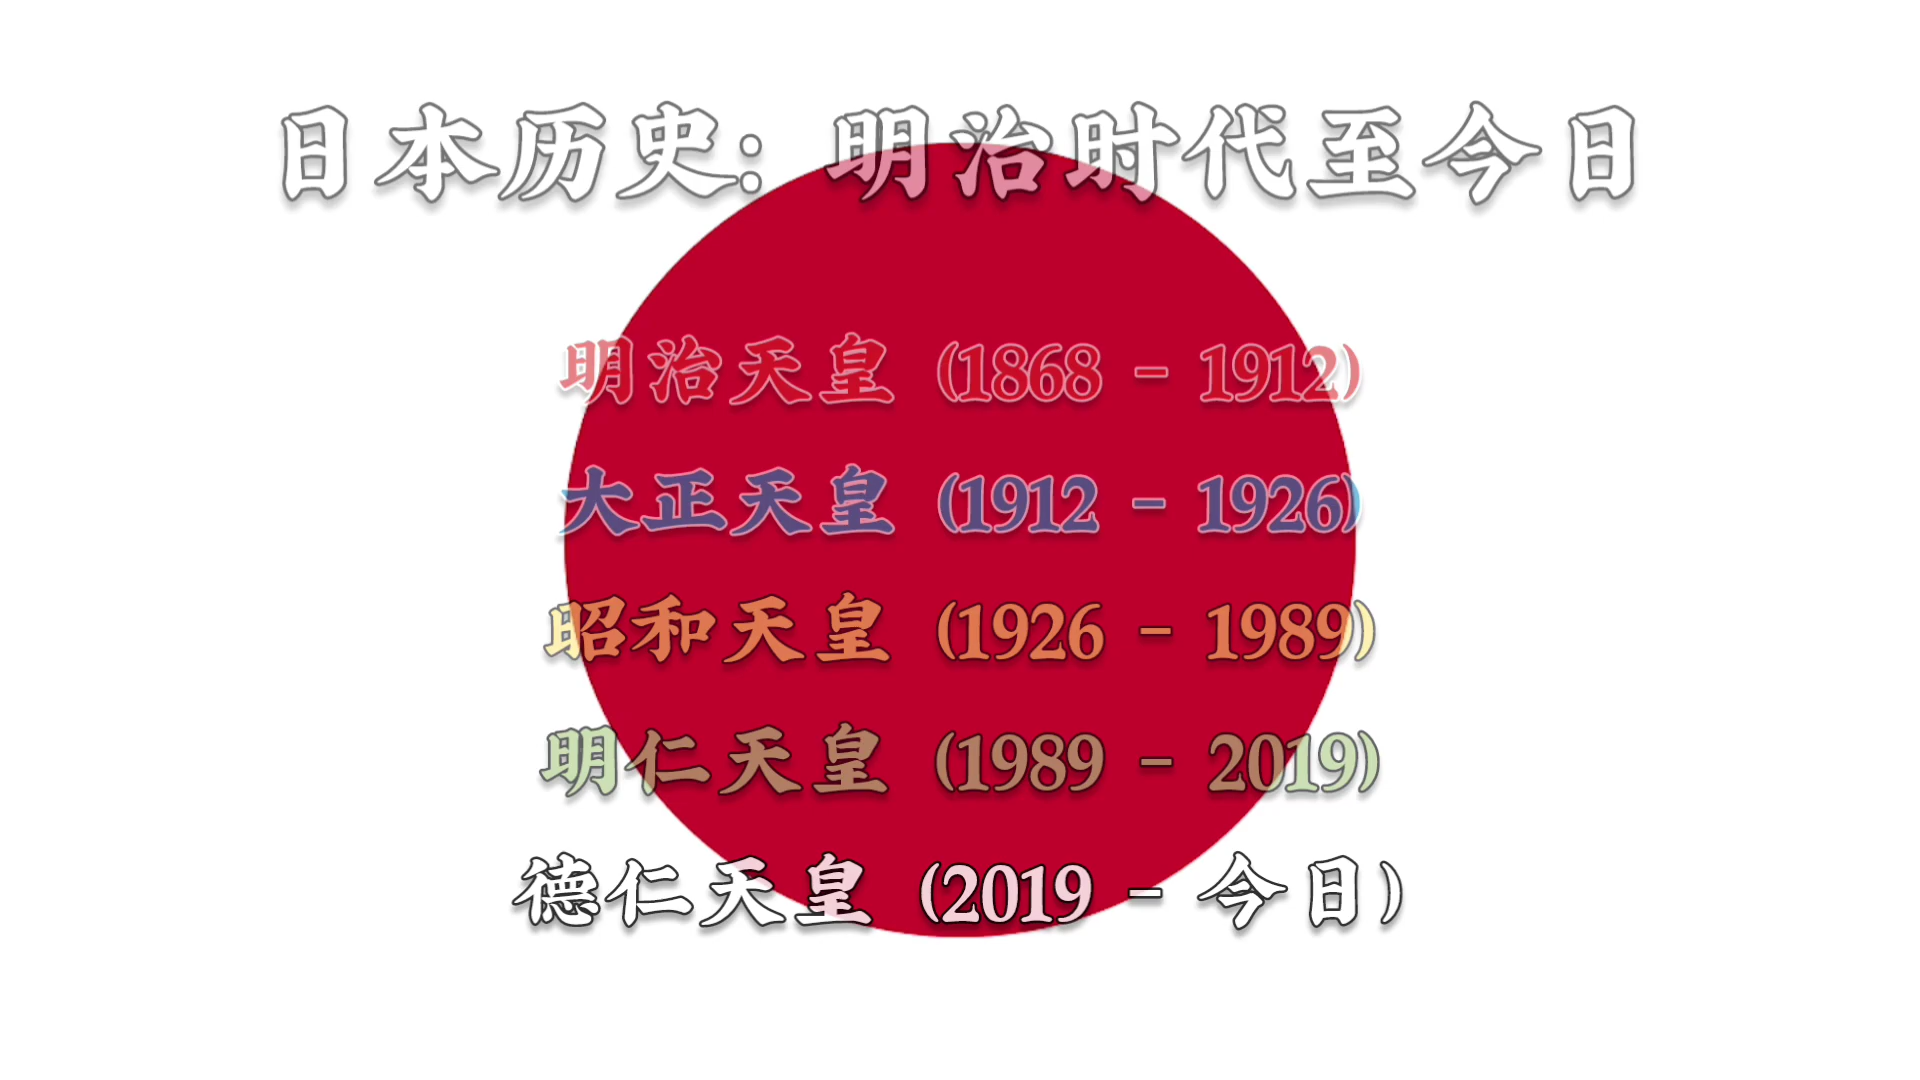 日本历史: 明治时代至今日
明治天皇 (1868 - 1912)
大正天皇 (1912 - 1926)
昭和天皇 (1926 - 1989)
明仁天皇 (1989 - 2019)
德仁天皇 (2019 - 今日)